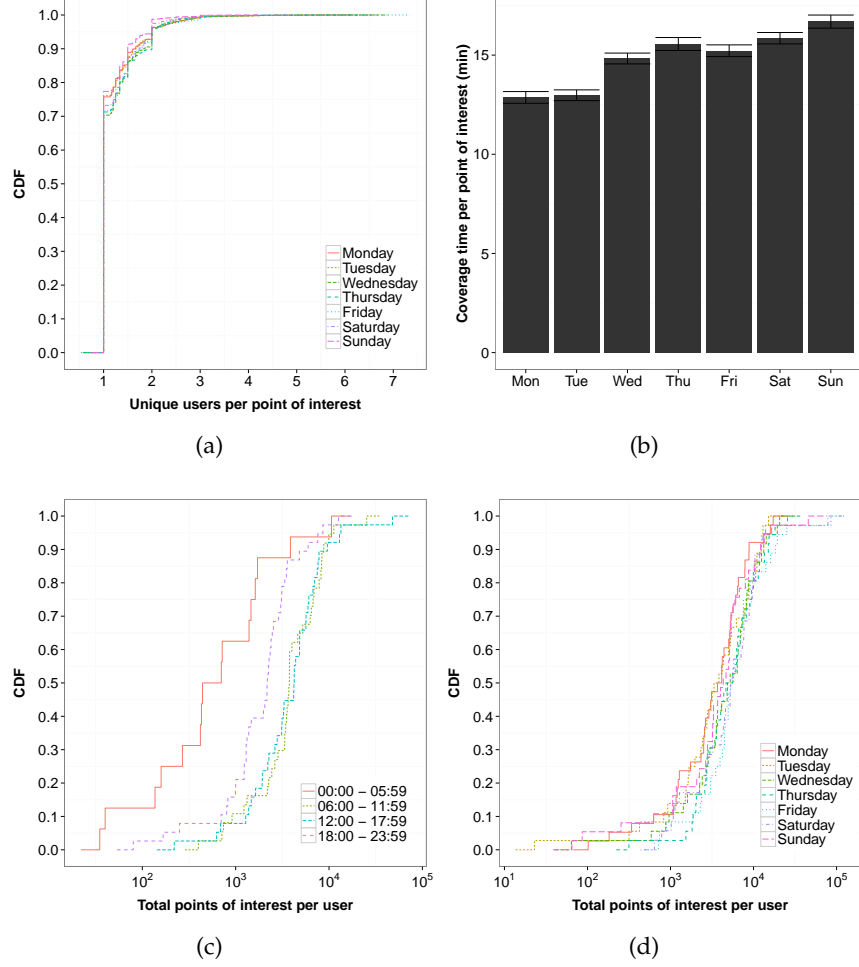 1.0
0.9
0.8
0.7
0.6
0.5
0.4
0.3
0.2
0.1
0.0
CDF
Monday
Tuesday
Wednesday
Thursday
Friday
Saturday
Sunday
1 2 3 4 5 6 7
Unique users per point of interest
(a)
15
10
5
0
Coverage time per point of interest (min)
Mon Tue Wed Thu Fri Sat Sun
(b)
1.0
0.9
0.8
0.7
0.6
0.5
0.4
0.3
0.2
0.1
0.0
CDF
00:00 – 05:59
06:00 – 11:59
12:00 – 17:59
18:00 – 23:59
10² 10³ 10⁴ 10⁵
Total points of interest per user
(c)
1.0
0.9
0.8
0.7
0.6
0.5
0.4
0.3
0.2
0.1
0.0
CDF
Monday
Tuesday
Wednesday
Thursday
Friday
Saturday
Sunday
10¹ 10² 10³ 10⁴ 10⁵
Total points of interest per user
(d)